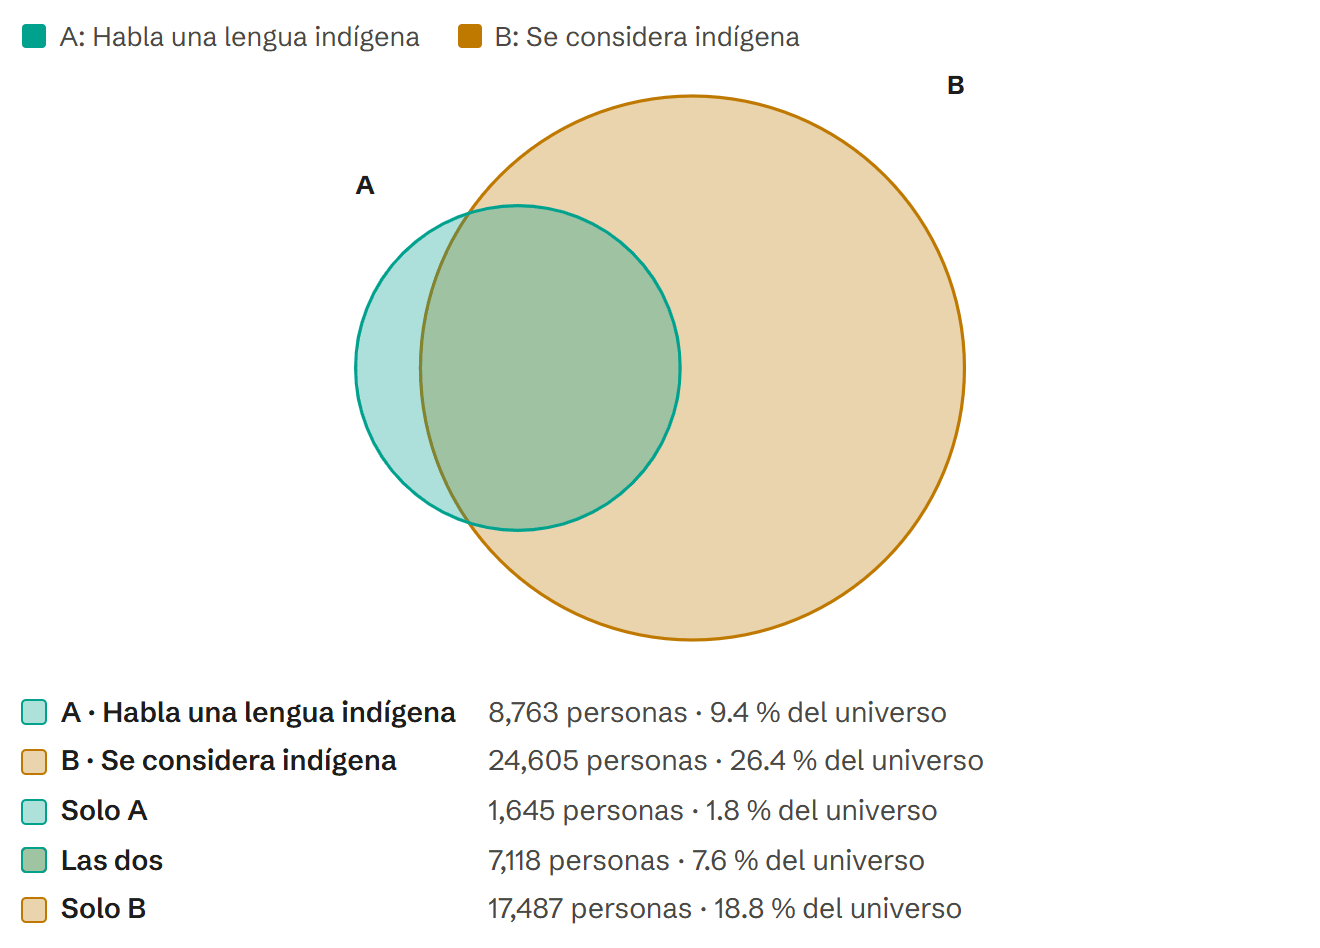 A: Habla una lengua indígena B: Se considera indígena
B
A
A · Habla una lengua indígena 8,763 personas · 9.4 % del universo
B · Se considera indígena 24,605 personas · 26.4 % del universo
Solo A 1,645 personas · 1.8 % del universo
Las dos 7,118 personas · 7.6 % del universo
Solo B 17,487 personas · 18.8 % del universo